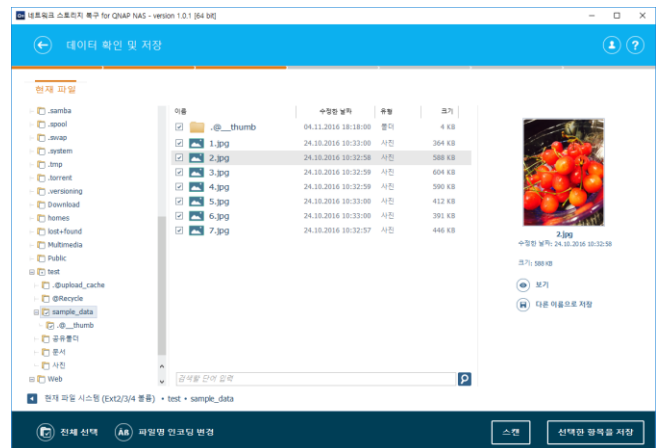 네트워크 스토리지 복구 for QNAP NAS - version 1.0.1 [64 bit]
데이터 확인 및 저장
현재 파일
.samba
.spool
.swap
.system
.tmp
.torrent
.versioning
Download
homes
lost+found
Multimedia
Public
test
.@upload_cache
@Recycle
sample_data
.@__thumb
공유폴더
문서
사진
Web
이름 수정한 날짜 유형 크기
.@__thumb 04.11.2016 18:18:00 폴더 4 KB
1.jpg 24.10.2016 10:33:00 사진 364 KB
2.jpg 24.10.2016 10:32:58 사진 588 KB
3.jpg 24.10.2016 10:32:59 사진 604 KB
4.jpg 24.10.2016 10:32:59 사진 590 KB
5.jpg 24.10.2016 10:33:00 사진 412 KB
6.jpg 24.10.2016 10:33:00 사진 391 KB
7.jpg 24.10.2016 10:32:57 사진 446 KB
검색할 단어 입력
2.jpg
수정한 날짜: 24.10.2016 10:32:58
크기: 588 KB
보기
다른 이름으로 저장
현재 파일 시스템 (Ext2/3/4 볼륨) • test • sample_data
전체 선택 AB 파일명 인코딩 변경 스캔 선택한 항목을 저장